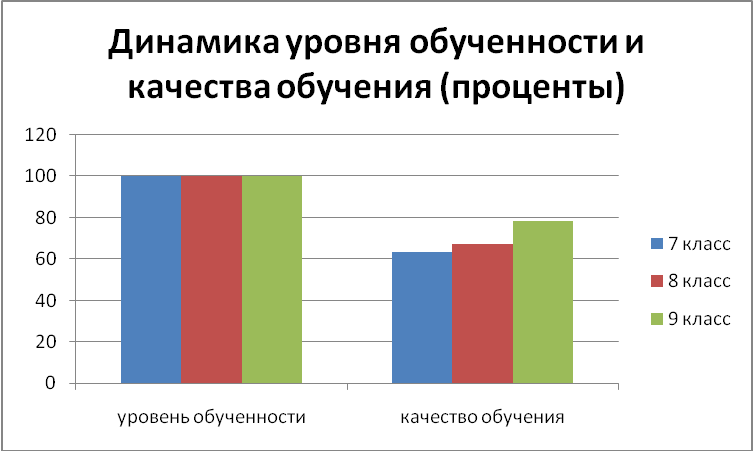 Динамика уровня обученности и
качества обучения (проценты)
120
100
80
60
40
20
0
уровень обученности
качество обучения
7 класс
8 класс
9 класс